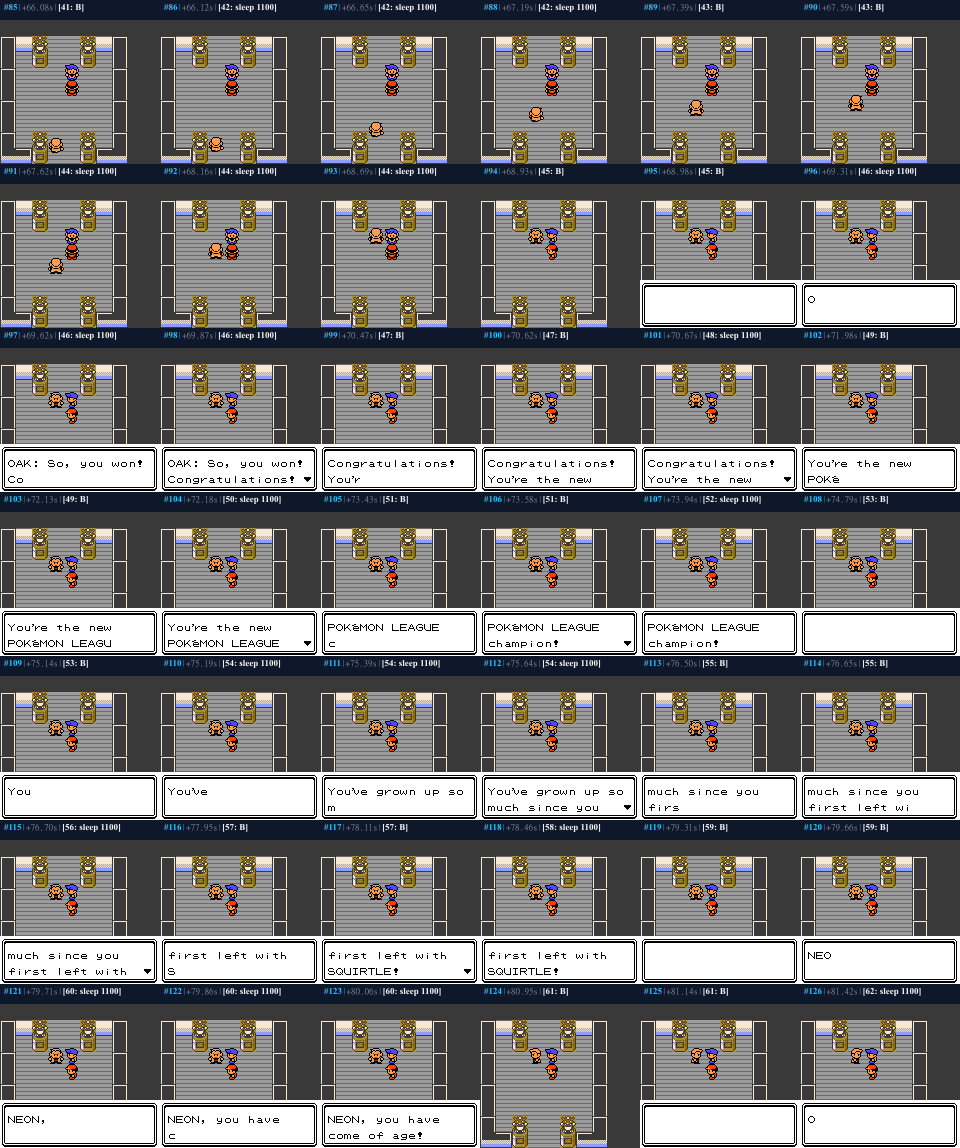 #85|+66.08s| [41: B]
#86|+66.12s| [42: sleep 1100]
#87|+66.65s| [42: sleep 1100]
#88|+67.19s| [42: sleep 1100]
#89|+67.39s| [43: B]
#90|+67.59s| [43: B]
#91|+67.62s| [44: sleep 1100]
#92|+68.16s| [44: sleep 1100]
#93|+68.69s| [44: sleep 1100]
#94|+68.93s| [45: B]
#95|+68.98s| [45: B]
#96|+69.31s| [46: sleep 1100]
O
#97|+69.62s| [46: sleep 1100]
#98|+69.87s| [46: sleep 1100]
#99|+70.47s| [47: B]
#100|+70.62s| [47: B]
#101|+70.67s| [48: sleep 1100]
#102|+71.98s| [49: B]
OAK: So, you won!
Co
OAK: So, you won!
Congratulations!
Congratulations!
You'r
Congratulations!
You're the new
Congratulations!
You're the new
You're the new
POKé
#103|+72.13s| [49: B]
#104|+72.18s| [50: sleep 1100]
#105|+73.43s| [51: B]
#106|+73.58s| [51: B]
#107|+73.94s| [52: sleep 1100]
#108|+74.79s| [53: B]
You're the new
POKéMON LEAGU
You're the new
POKéMON LEAGUE
POKéMON LEAGUE
c
POKéMON LEAGUE
champion!
POKéMON LEAGUE
champion!
#109|+75.14s| [53: B]
#110|+75.19s| [54: sleep 1100]
#111|+75.39s| [54: sleep 1100]
#112|+75.64s| [54: sleep 1100]
#113|+76.50s| [55: B]
#114|+76.65s| [55: B]
You
You've
You've grown up so
m
You've grown up so
much since you
much since you
firs
much since you
first left wi
#115|+76.70s| [56: sleep 1100]
#116|+77.95s| [57: B]
#117|+78.11s| [57: B]
#118|+78.46s| [58: sleep 1100]
#119|+79.31s| [59: B]
#120|+79.66s| [59: B]
much since you
first left with
first left with
S
first left with
SQUIRTLE!
first left with
SQUIRTLE!
NEO
#121|+79.71s| [60: sleep 1100]
#122|+79.86s| [60: sleep 1100]
#123|+80.06s| [60: sleep 1100]
#124|+80.95s| [61: B]
#125|+81.14s| [61: B]
#126|+81.42s| [62: sleep 1100]
NEON,
NEON, you have
c
NEON, you have
come of age!
O